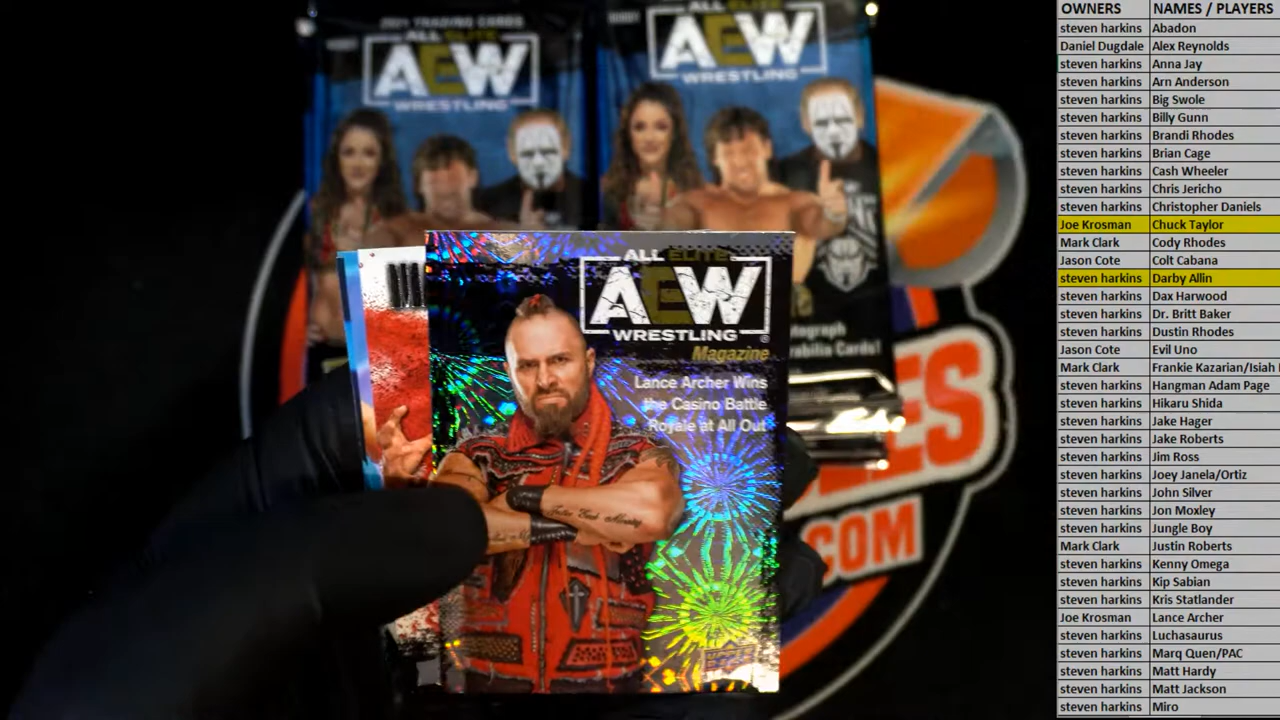 2021 TRADING CARDS
ALL ELITE
AEW
WRESTLING
ALL ELITE
AEW
WRESTLING
ALL ELITE
AEW
WRESTLING
Magazine
Lance Archer Wins
the Casino Battle
Royale at All Out
.COM
OWNERS NAMES / PLAYERS
steven harkins Abadon
Daniel Dugdale Alex Reynolds
steven harkins Anna Jay
steven harkins Arn Anderson
steven harkins Big Swole
steven harkins Billy Gunn
steven harkins Brandi Rhodes
steven harkins Brian Cage
steven harkins Cash Wheeler
steven harkins Chris Jericho
steven harkins Christopher Daniels
Joe Krosman Chuck Taylor
Mark Clark Cody Rhodes
Jason Cote Colt Cabana
steven harkins Darby Allin
steven harkins Dax Harwood
steven harkins Dr. Britt Baker
steven harkins Dustin Rhodes
Jason Cote Evil Uno
Mark Clark Frankie Kazarian/Isiah
steven harkins Hangman Adam Page
steven harkins Hikaru Shida
steven harkins Jake Hager
steven harkins Jake Roberts
steven harkins Jim Ross
steven harkins Joey Janela/Ortiz
steven harkins John Silver
steven harkins Jon Moxley
steven harkins Jungle Boy
Mark Clark Justin Roberts
steven harkins Kenny Omega
steven harkins Kip Sabian
steven harkins Kris Statlander
Joe Krosman Lance Archer
steven harkins Luchasaurus
steven harkins Marq Quen/PAC
steven harkins Matt Hardy
steven harkins Matt Jackson
steven harkins Miro